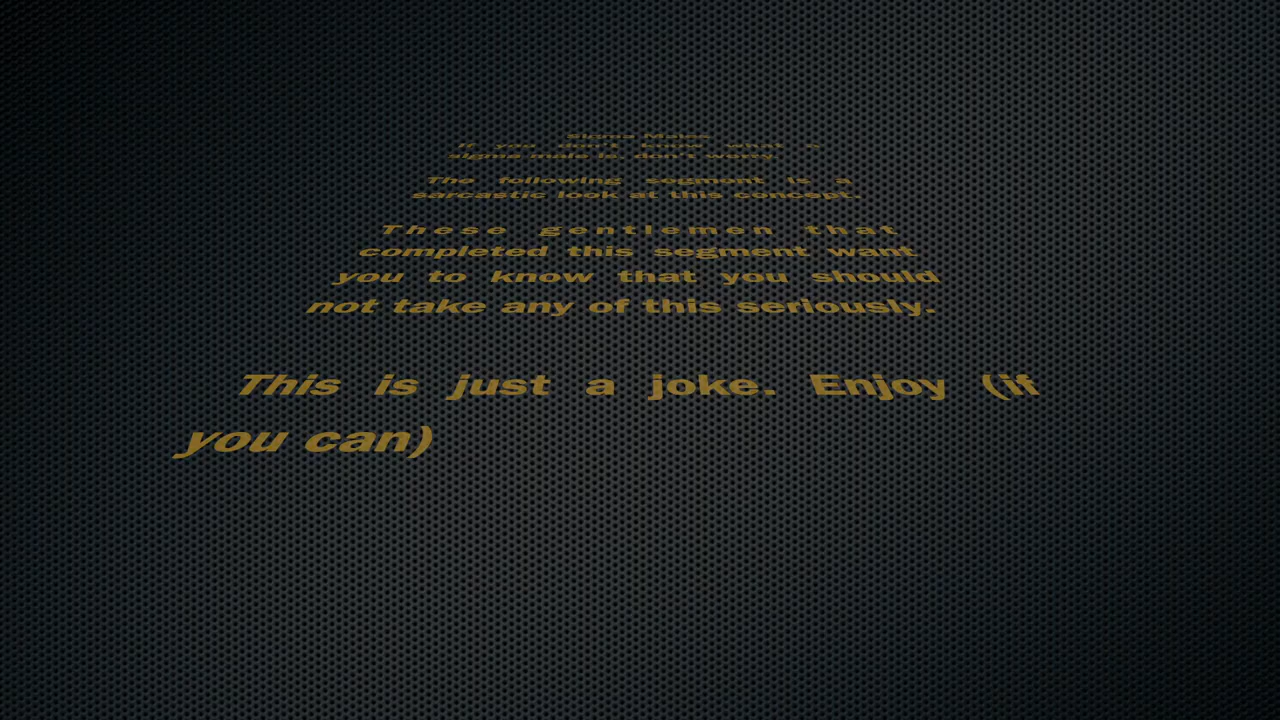 Sigma Males
If you don't know what a
sigma male is, don't worry.
The following segment is a
sarcastic look at this concept.
These gentlemen that
completed this segment want
you to know that you should
not take any of this seriously.
This is just a joke. Enjoy (if
you can)